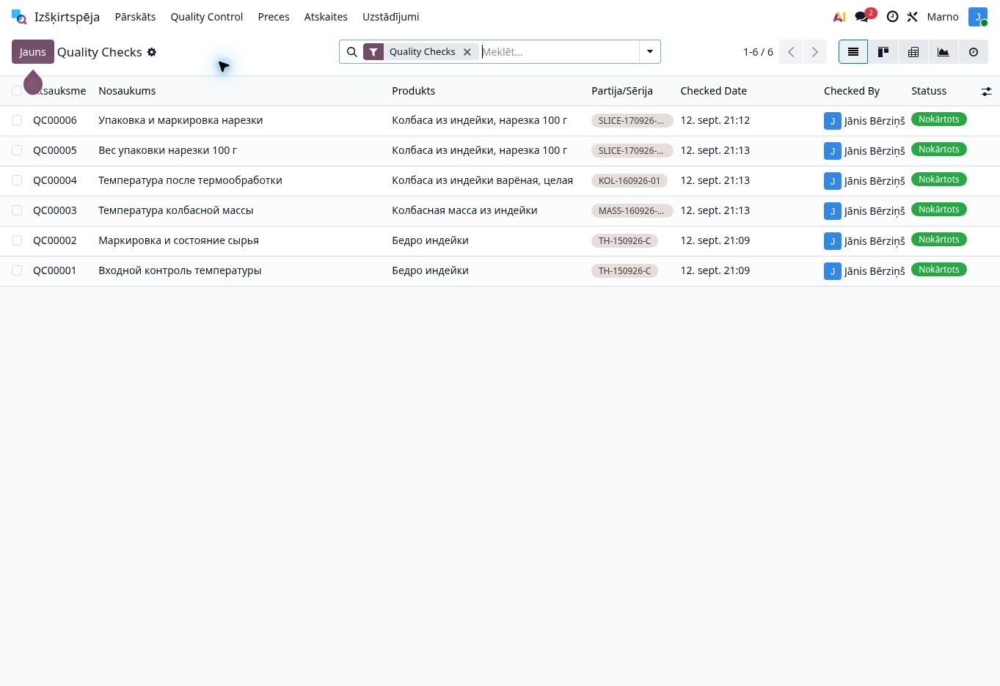 Izšķirtspēja Pārskāts Quality Control Preces Atskaites Uzstādījumi AI 2 Marno J
Jauns Quality Checks Quality Checks Meklēt... 1-6 / 6
Nosaukums Produkts Partija/Sērija Checked Date Checked By Statuss
QC00006 Упаковка и маркировка нарезки Колбаса из индейки, нарезка 100 г SLICE-170926-... 12. sept. 21:12 J Jānis Bērziņš Nokārtots
QC00005 Вес упаковки нарезки 100 г Колбаса из индейки, нарезка 100 г SLICE-170926-... 12. sept. 21:13 J Jānis Bērziņš Nokārtots
QC00004 Температура после термообработки Колбаса из индейки варёная, целая KOL-160926-01 12. sept. 21:13 J Jānis Bērziņš Nokārtots
QC00003 Температура колбасной массы Колбасная масса из индейки MASS-160926-... 12. sept. 21:13 J Jānis Bērziņš Nokārtots
QC00002 Маркировка и состояние сырья Бедро индейки TH-150926-C 12. sept. 21:09 J Jānis Bērziņš Nokārtots
QC00001 Входной контроль температуры Бедро индейки TH-150926-C 12. sept. 21:09 J Jānis Bērziņš Nokārtots